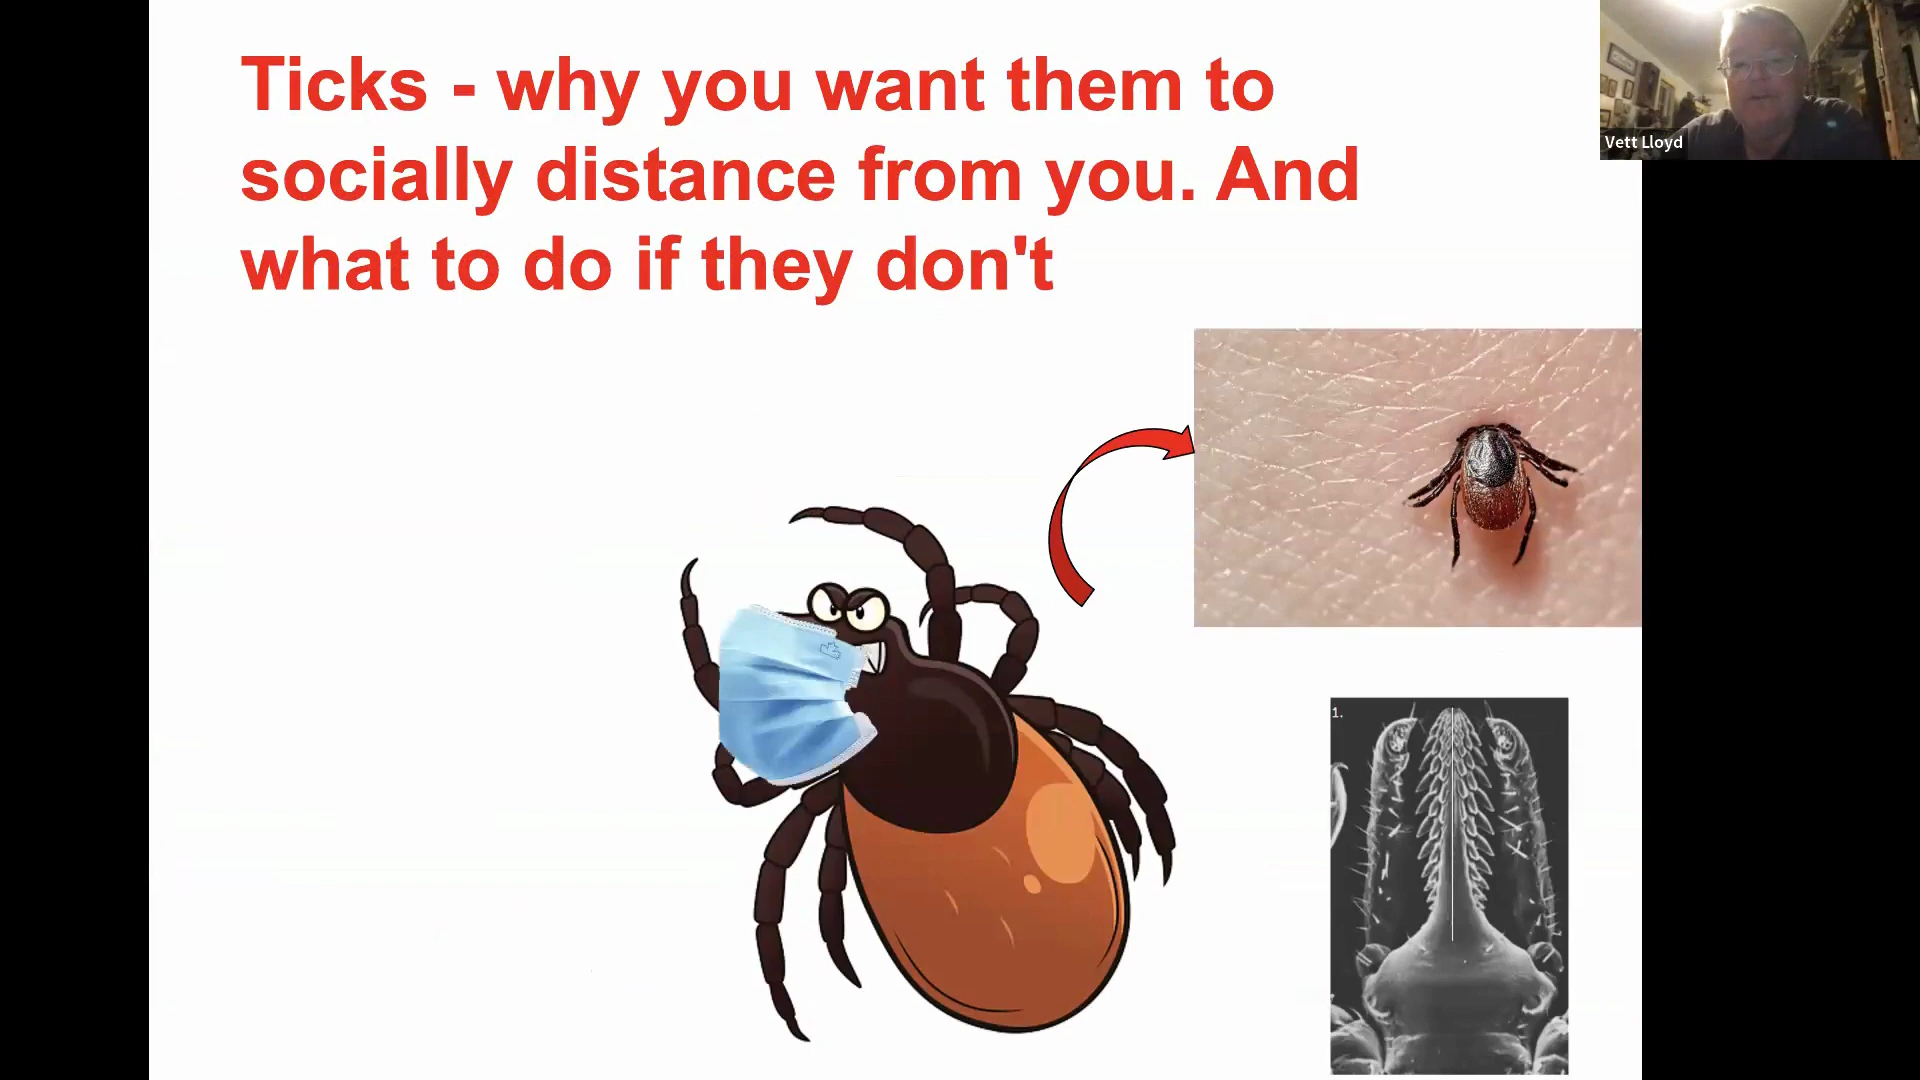 Ticks - why you want them to
socially distance from you. And
what to do if they don't
Vett Lloyd
1.